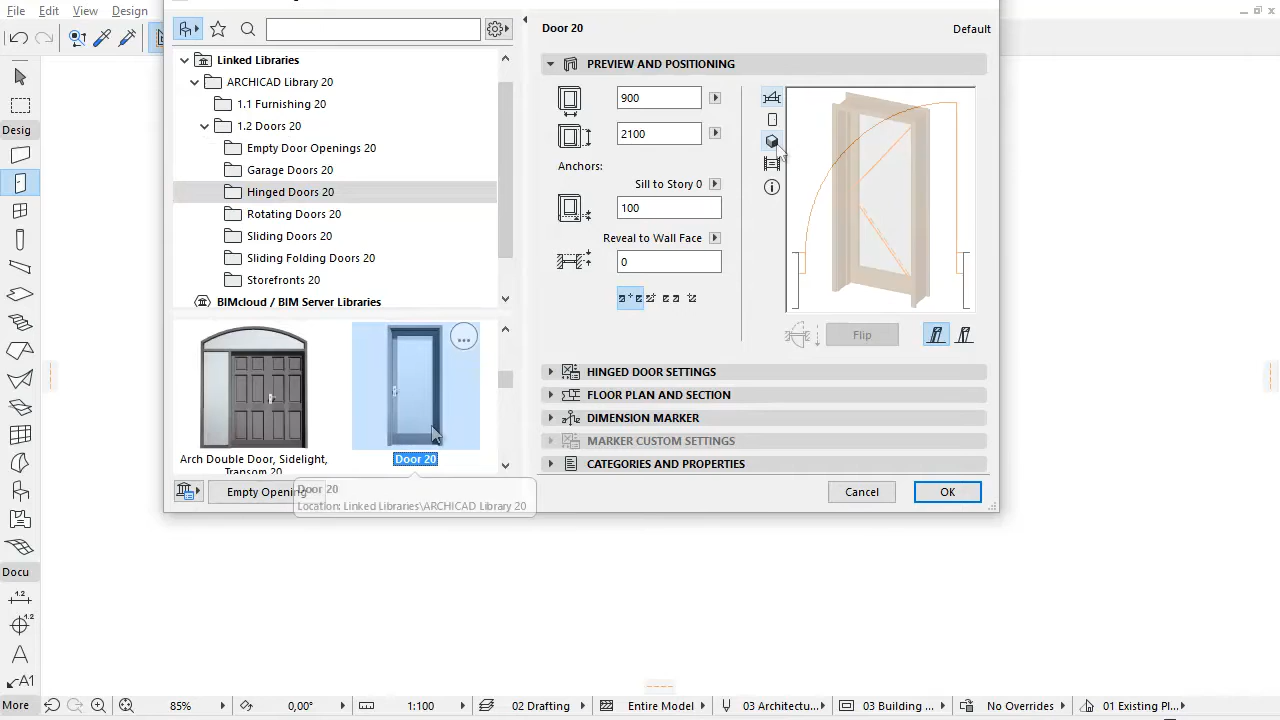 File Edit View Design
Door 20
Default
Linked Libraries
ARCHICAD Library 20
1.1 Furnishing 20
1.2 Doors 20
Empty Door Openings 20
Garage Doors 20
Hinged Doors 20
Rotating Doors 20
Sliding Doors 20
Sliding Folding Doors 20
Storefronts 20
BIMcloud / BIM Server Libraries
PREVIEW AND POSITIONING
900
2100
Anchors:
Sill to Story 0
100
Reveal to Wall Face
0
Flip
Desig
Docu
More
1.2
1.2
A
A1
Arch Double Door, Sidelight,
Transom 20
Door 20
HINGED DOOR SETTINGS
FLOOR PLAN AND SECTION
DIMENSION MARKER
MARKER CUSTOM SETTINGS
CATEGORIES AND PROPERTIES
Empty Opening
Door 20
Location: Linked Libraries\ARCHICAD Library 20
Cancel
OK
85%
0,00°
1:100
02 Drafting
Entire Model
03 Architectu...
03 Building ...
No Overrides
01 Existing Pl...